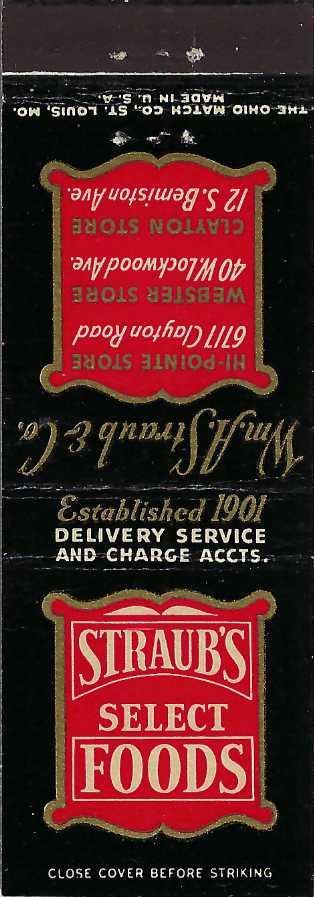 THE OHIO MATCH CO., ST. LOUIS, MO.
MADE IN U. S. A.
Wm.A.Straub & Co.
HI-POINTE STORE
6717 Clayton Road
WEBSTER STORE
40 W. Lockwood Ave.
CLAYTON STORE
12 S. Bemiston Ave.
Established 1901
DELIVERY SERVICE
AND CHARGE ACCTS.
STRAUB'S
SELECT
FOODS
CLOSE COVER BEFORE STRIKING